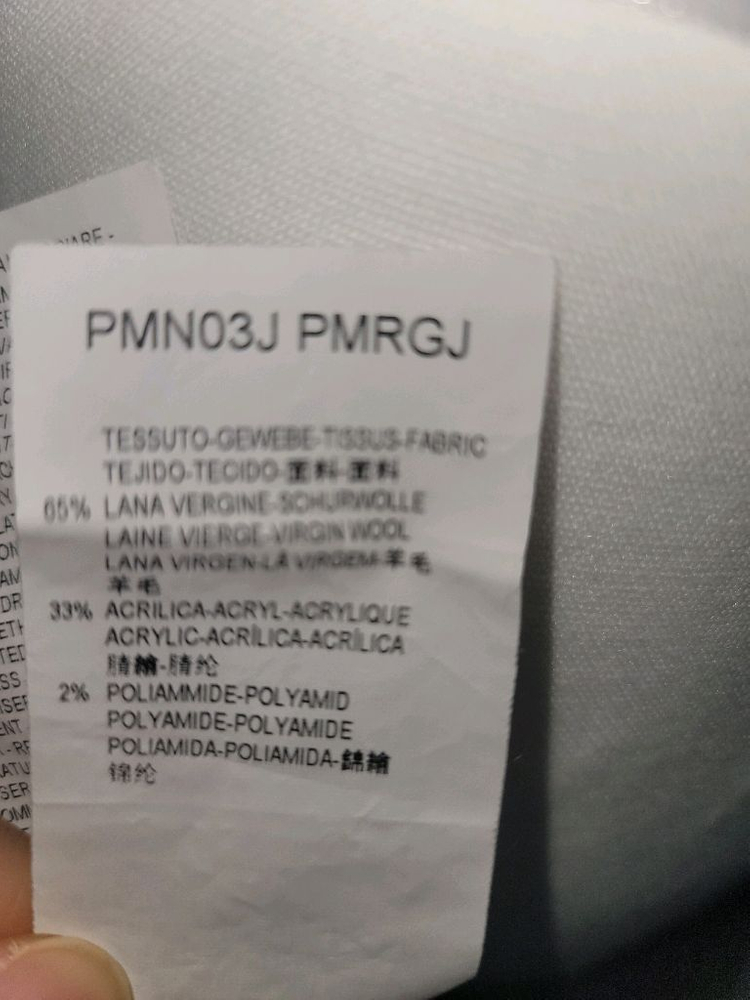 PMN03J PMRGJ
TESSUTO-GEWEBE-TISSUS-FABRIC
TEJIDO-TECIDO-面料-面料
65% LANA VERGINE-SCHURWOLLE
LAINE VIERGE-VIRGIN WOOL
LANA VIRGEN-LÃ VIRGEM-羊毛
羊毛
33% ACRILICA-ACRYL-ACRYLIQUE
ACRYLIC-ACRÍLICA-ACRÍLICA
腈綸-腈纶
2% POLIAMMIDE-POLYAMID
POLYAMIDE-POLYAMIDE
POLIAMIDA-POLIAMIDA-錦綸
锦纶